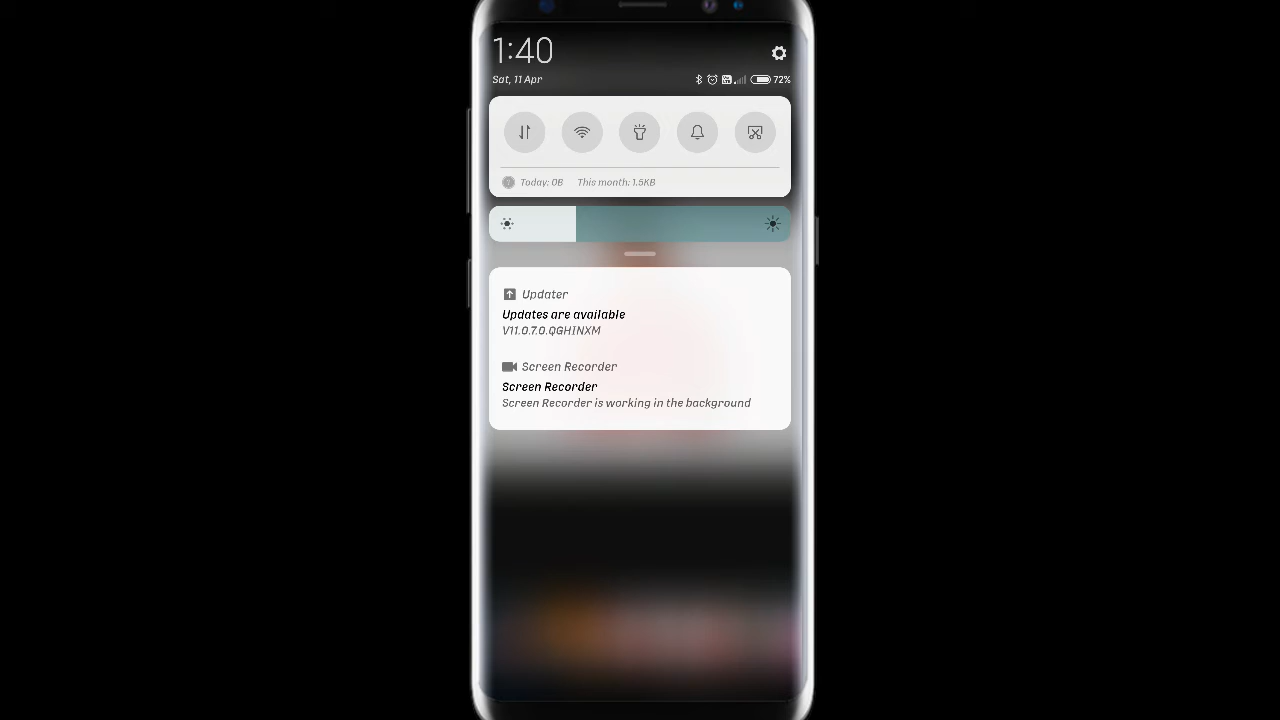 1:40
Sat, 11 Apr
72%
Today: 0B This month: 1.5KB
Updater
Updates are available
V11.0.7.0.QGHINXM
Screen Recorder
Screen Recorder
Screen Recorder is working in the background